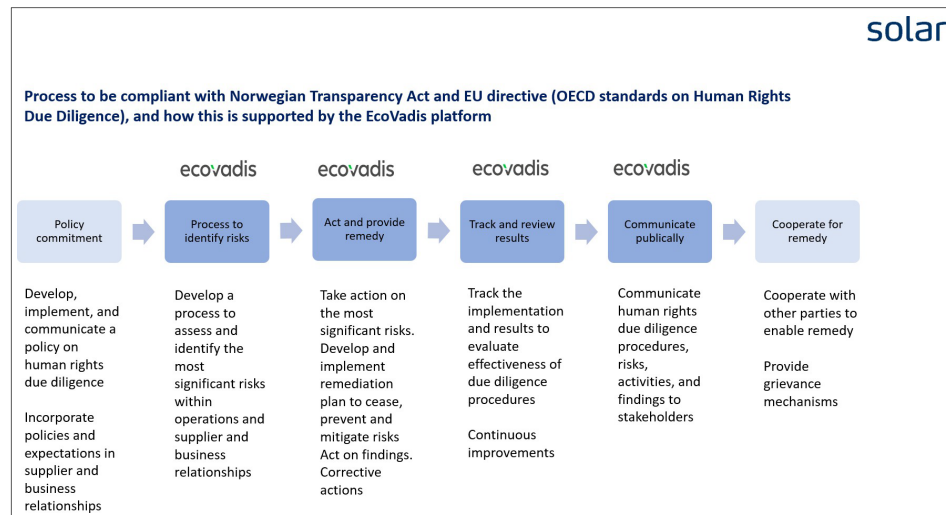 solar
Process to be compliant with Norwegian Transparency Act and EU directive (OECD standards on Human Rights
Due Diligence), and how this is supported by the EcoVadis platform
ecovadis
ecovadis
ecovadis
ecovadis
Policy
commitment
Process to
identify risks
Act and provide
remedy
Track and review
results
Communicate
publically
Cooperate for
remedy
Develop,
implement, and
communicate a
policy on
human rights
due diligence
Incorporate
policies and
expectations in
supplier and
business
relationships
Develop a
process to
assess and
identify the
most
significant risks
within
operations and
supplier and
business
relationships
Take action on
the most
significant risks.
Develop and
implement
remediation
plan to cease,
prevent and
mitigate risks
Act on findings.
Corrective
actions
Track the
implementation
and results to
evaluate
effectiveness of
due diligence
procedures
Continuous
improvements
Communicate
human rights
due diligence
procedures,
risks,
activities, and
findings to
stakeholders
Cooperate with
other parties to
enable remedy
Provide
grievance
mechanisms